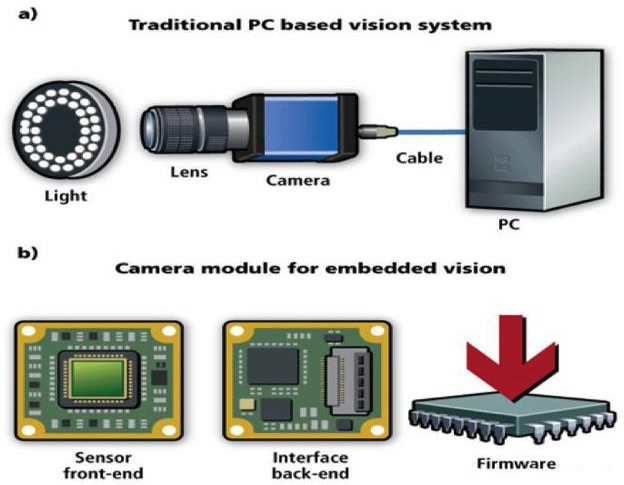 a)
Traditional PC based vision system
Light
Lens
Camera
Cable
PC
b)
Camera module for embedded vision
Sensor
front-end
Interface
back-end
Firmware